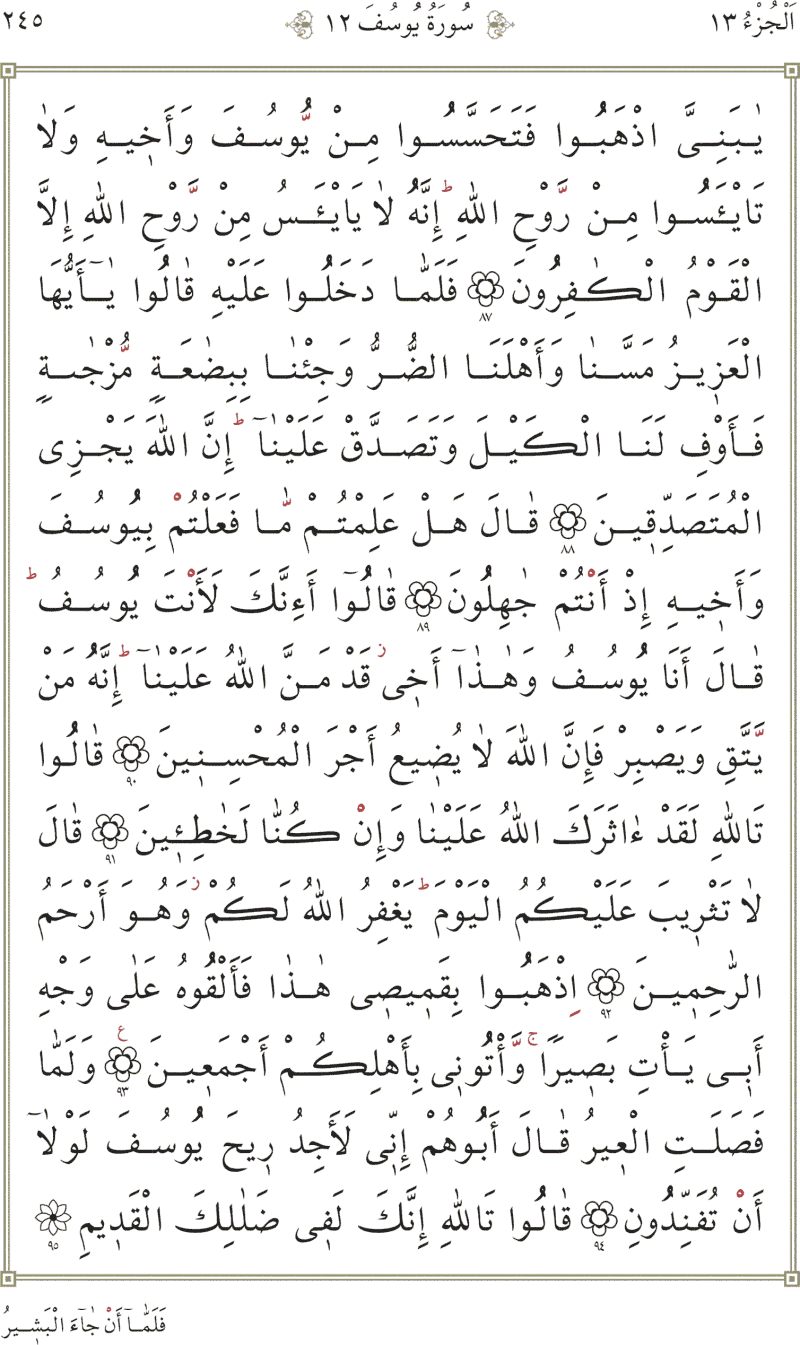 اَلْجُزْءُ ١٣ سُورَةُ يُوسُفَ ١٢ ٢٤٥
يٰبَنِىَّ اذْهَبُوا فَتَحَسَّسُوا مِنْ يُّوسُفَ وَأَخِيهِ وَلَا
تَايْـَٔسُوا مِنْ رَّوْحِ اللّٰهِ ۖ إِنَّهُ لَا يَايْـَٔسُ مِنْ رَّوْحِ اللّٰهِ إِلَّا
الْقَوْمُ الْكٰفِرُونَ ٨٧ فَلَمَّا دَخَلُوا عَلَيْهِ قَالُوا يٰٓأَيُّهَا
الْعَزِيزُ مَسَّنَا وَأَهْلَنَا الضُّرُّ وَجِئْنَا بِبِضٰعَةٍ مُّزْجٰىةٍ
فَأَوْفِ لَنَا الْكَيْلَ وَتَصَدَّقْ عَلَيْنَآ ۖ إِنَّ اللّٰهَ يَجْزِى
الْمُتَصَدِّقِينَ ٨٨ قَالَ هَلْ عَلِمْتُمْ مَّا فَعَلْتُمْ بِيُوسُفَ
وَأَخِيهِ إِذْ أَنْتُمْ جٰهِلُونَ ٨٩ قَالُوٓا أَءِنَّكَ لَأَنْتَ يُوسُفُ ۖ
قَالَ أَنَا يُوسُفُ وَهٰذَآ أَخِى ز قَدْ مَنَّ اللّٰهُ عَلَيْنَآ ۖ إِنَّهُ مَنْ
يَّتَّقِ وَيَصْبِرْ فَإِنَّ اللّٰهَ لَا يُضِيعُ أَجْرَ الْمُحْسِنِينَ ٩٠ قَالُوا
تَاللّٰهِ لَقَدْ ءَاثَرَكَ اللّٰهُ عَلَيْنَا وَإِنْ كُنَّا لَخٰطِـِٔينَ ٩١ قَالَ
لَا تَثْرِيبَ عَلَيْكُمُ الْيَوْمَ ط يَغْفِرُ اللّٰهُ لَكُمْ ز وَهُوَ أَرْحَمُ
الرّٰحِمِينَ ٩٢ اِذْهَبُوا بِقَمِيصِى هٰذَا فَأَلْقُوهُ عَلٰى وَجْهِ
أَبِى يَأْتِ بَصِيرًا ج وَّأْتُونِى بِأَهْلِكُمْ أَجْمَعِينَ ع ٩٣ وَلَمَّا
فَصَلَتِ الْعِيرُ قَالَ أَبُوهُمْ إِنِّى لَأَجِدُ رِيحَ يُوسُفَ لَوْلَآ
أَنْ تُفَنِّدُونِ ٩٤ قَالُوا تَاللّٰهِ إِنَّكَ لَفِى ضَلٰلِكَ الْقَدِيمِ ٩٥
فَلَمَّآ أَنْ جَآءَ الْبَشِيرُ